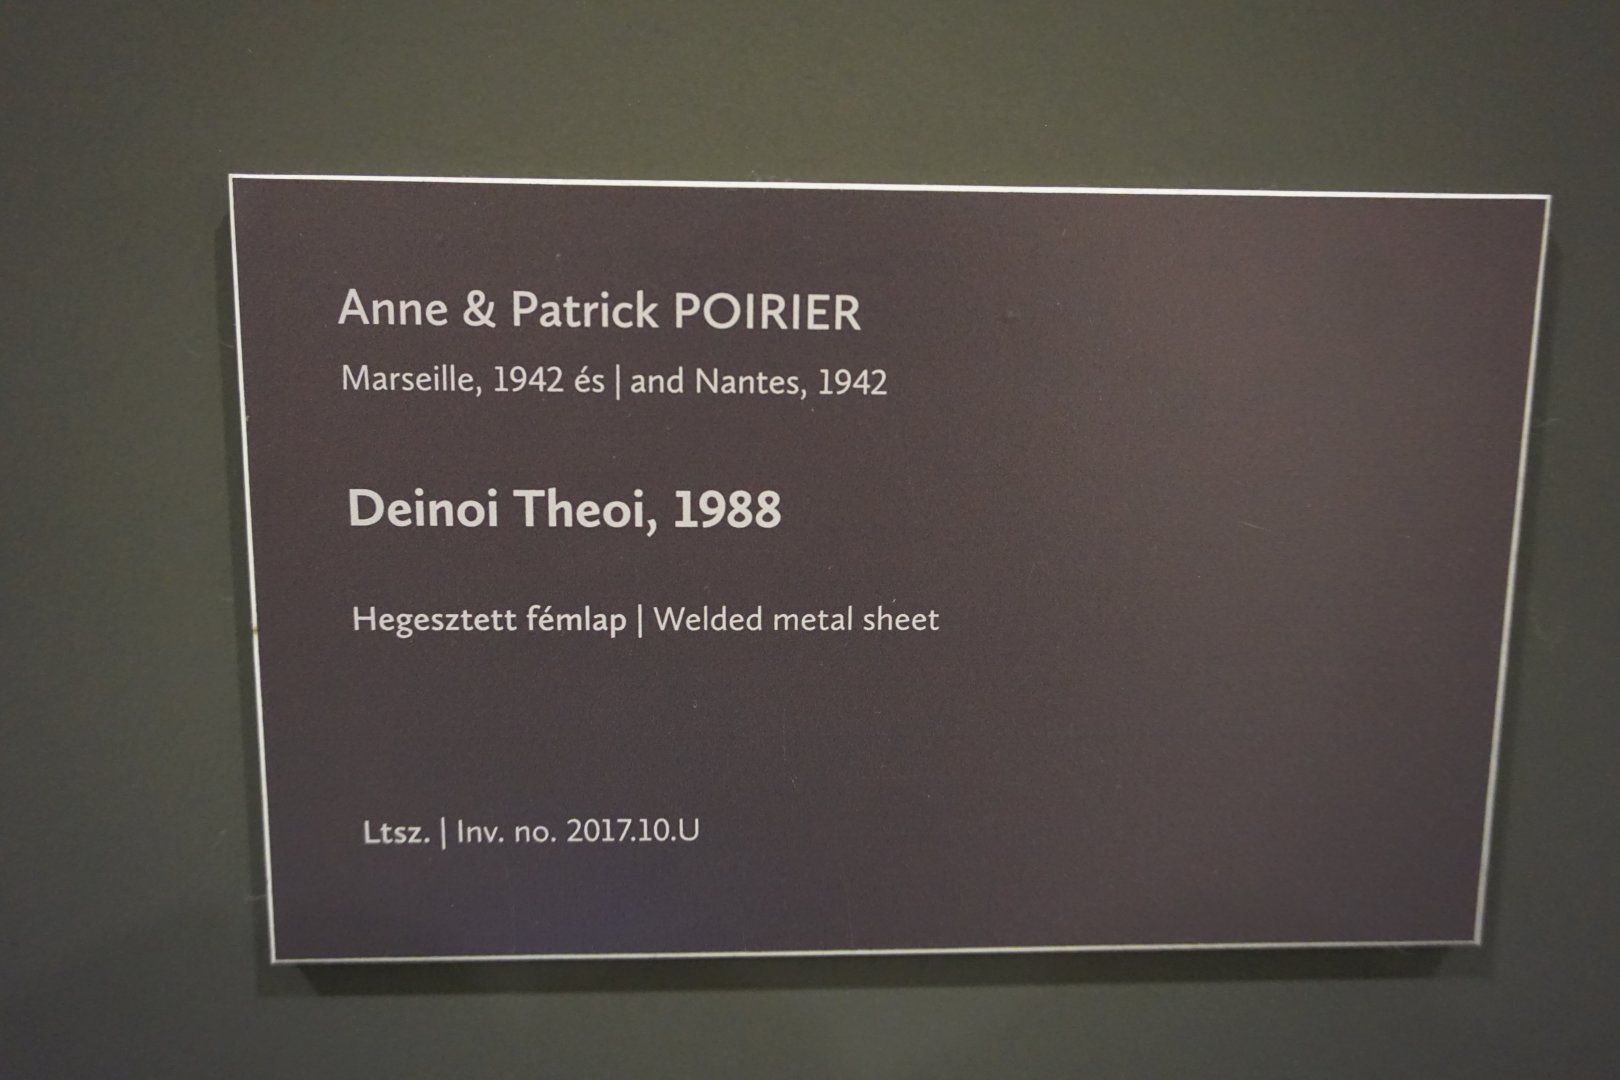 Anne & Patrick POIRIER
Marseille, 1942 és | and Nantes, 1942
Deinoi Theoi, 1988
Hegesztett fémlap | Welded metal sheet
Ltsz. | Inv. no. 2017.10.U